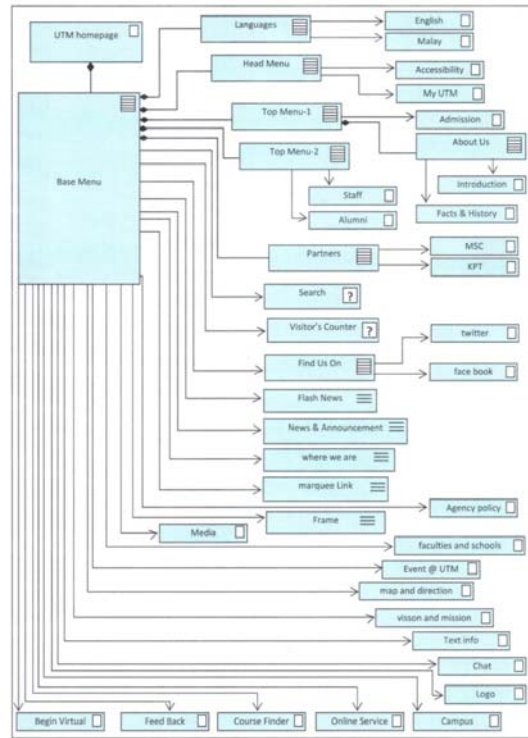 UTM homepage
Languages
English
Malay
Head Menu
Accessibility
My UTM
Base Menu
Top Menu-1
Admission
About Us
Top Menu-2
Introduction
Staff
Facts & History
Alumni
Partners
MSC
KPT
Search
?
Visitor's Counter
?
twitter
Find Us On
face book
Flash News
News & Announcement
where we are
marquee Link
Agency policy
Frame
Media
faculties and schools
Event @ UTM
map and direction
visson and mission
Text info
Chat
Logo
Begin Virtual
Feed Back
Course Finder
Online Service
Campus